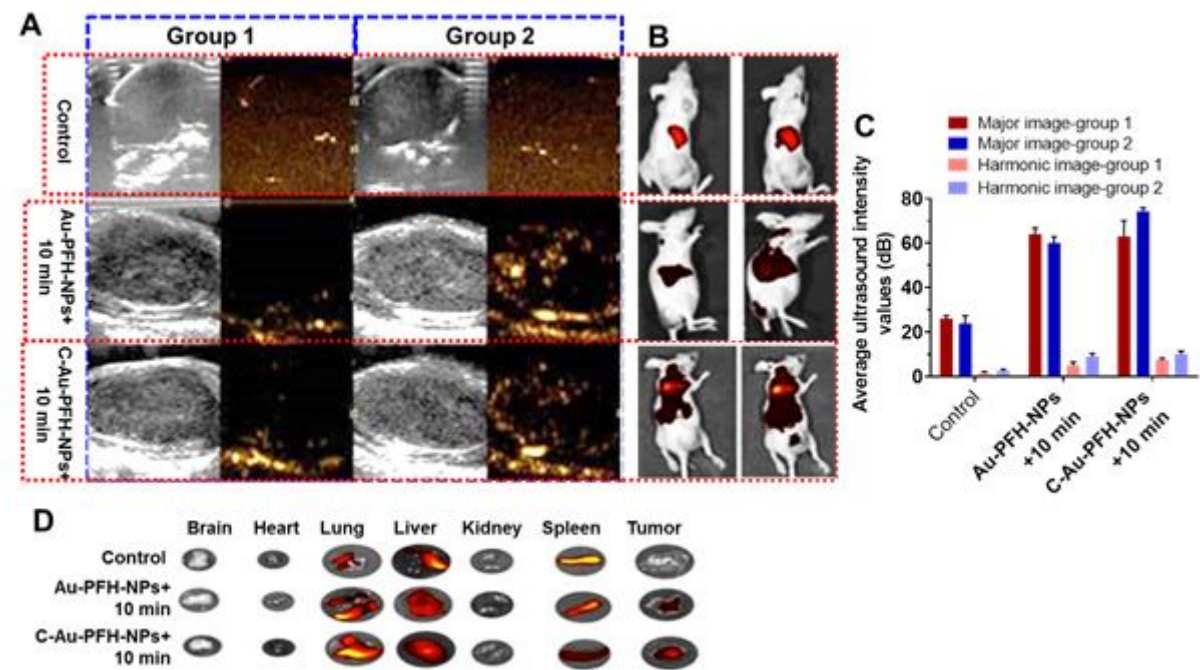 A
Group 1
Group 2
B
Control
Au-PFH-NPs+
10 min
C-Au-PFH-NPs+
10 min
C
Major image-group 1
Major image-group 2
Harmonic image-group 1
Harmonic image-group 2
Average ultrasound intensity
values (dB)
80
60
40
20
0
Control
Au-PFH-NPs
+10 min
C-Au-PFH-NPs
+10 min
D
Brain Heart Lung Liver Kidney Spleen Tumor
Control
Au-PFH-NPs+
10 min
C-Au-PFH-NPs+
10 min